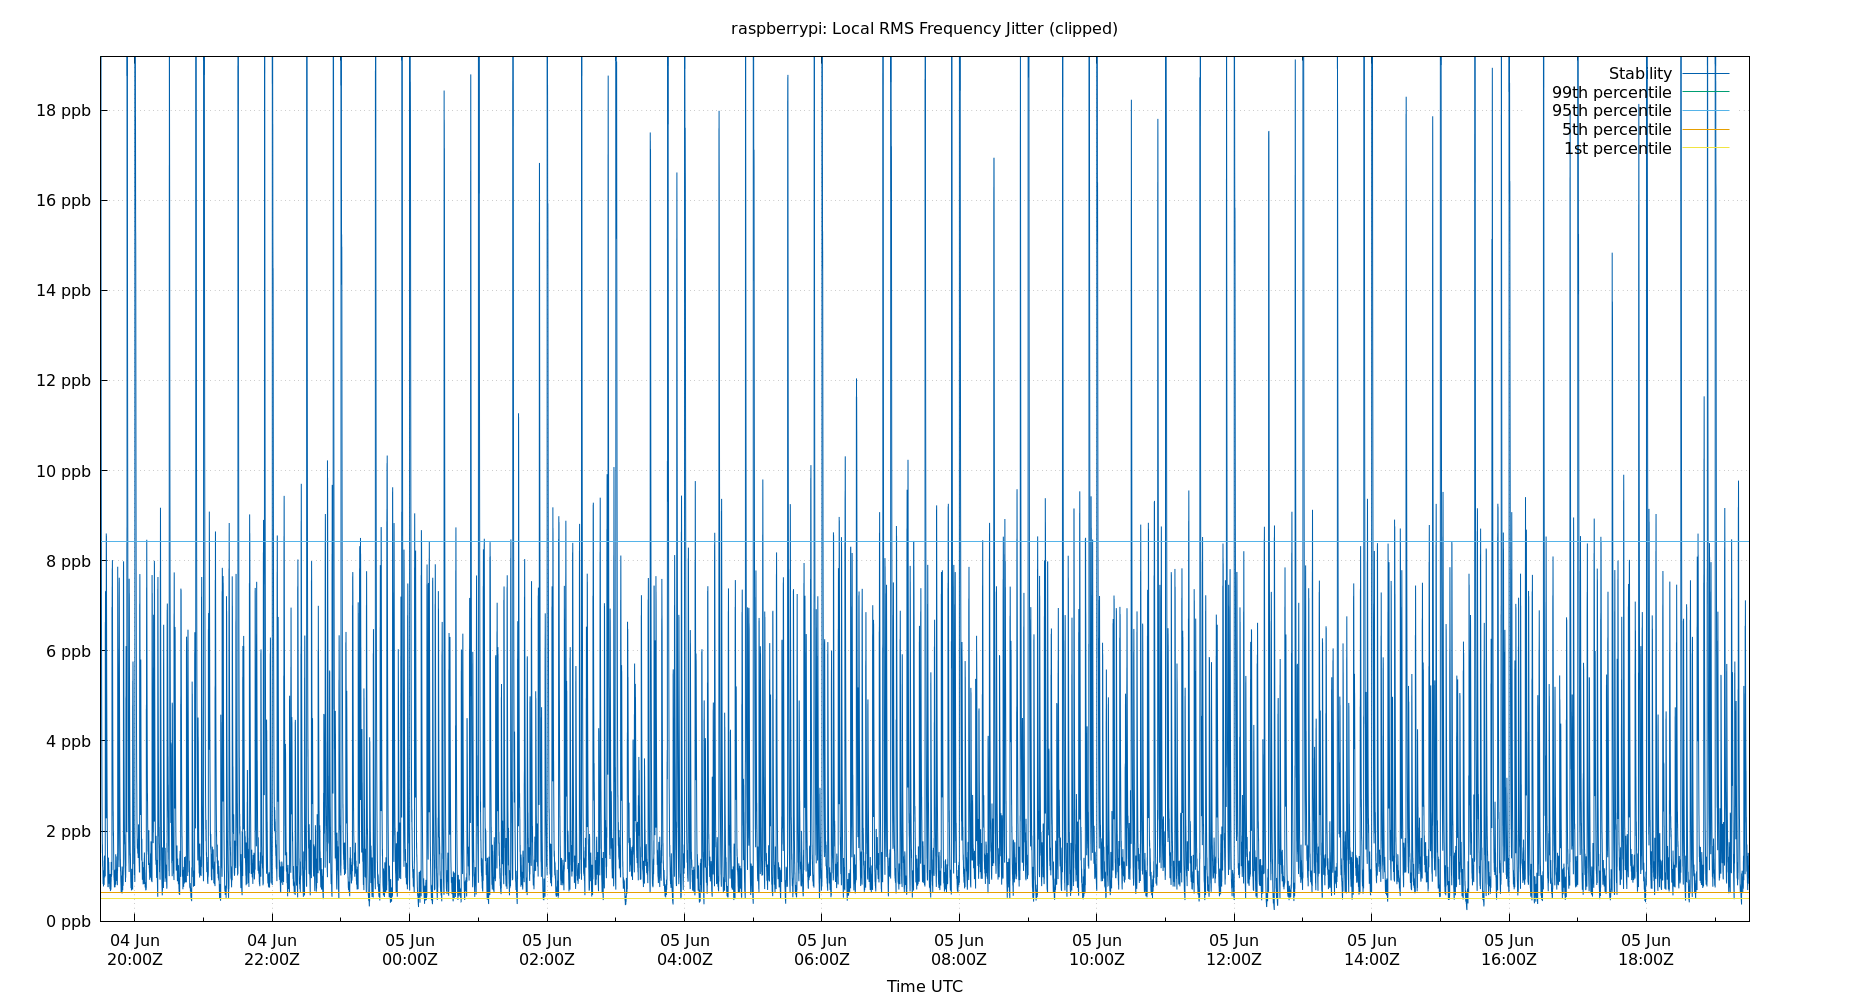 raspberrypi: Local RMS Frequency Jitter (clipped)
Stability
99th percentile
95th percentile
5th percentile
1st percentile
18 ppb
16 ppb
14 ppb
12 ppb
10 ppb
8 ppb
6 ppb
4 ppb
2 ppb
0 ppb
04 Jun 04 Jun 05 Jun 05 Jun 05 Jun 05 Jun 05 Jun 05 Jun 05 Jun 05 Jun 05 Jun 05 Jun
20:00Z 22:00Z 00:00Z 02:00Z 04:00Z 06:00Z 08:00Z 10:00Z 12:00Z 14:00Z 16:00Z 18:00Z
Time UTC